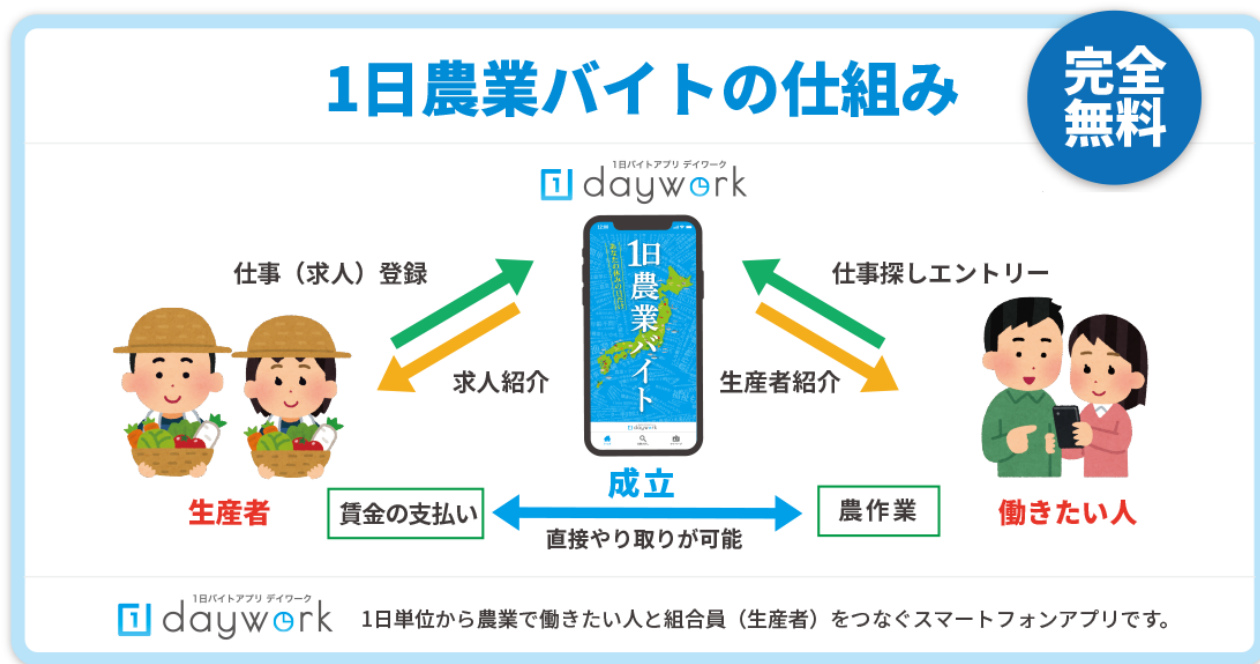 1日農業バイトの仕組み
完全
無料
1日バイトアプリ デイワーク
daywork
仕事（求人）登録
仕事探しエントリー
1日農業バイト
求人紹介
生産者紹介
成立
生産者
賃金の支払い
農作業
働きたい人
直接やり取りが可能
1日バイトアプリ デイワーク
daywork
1日単位から農業で働きたい人と組合員（生産者）をつなぐスマートフォンアプリです。